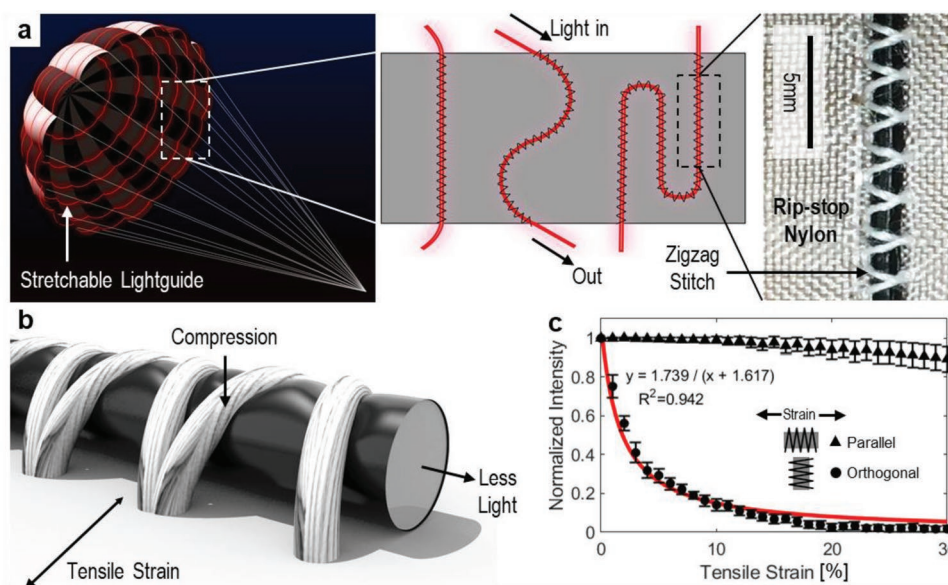 a
Light in
Stretchable Lightguide
Out
5mm
Rip-stop
Nylon
Zigzag
Stitch
b
Compression
Less
Light
Tensile Strain
c
Normalized Intensity
1
0.8
0.6
0.4
0.2
0
y = 1.739 / (x + 1.617)
R²=0.942
Strain
Parallel
Orthogonal
0
10
20
3
Tensile Strain [%]